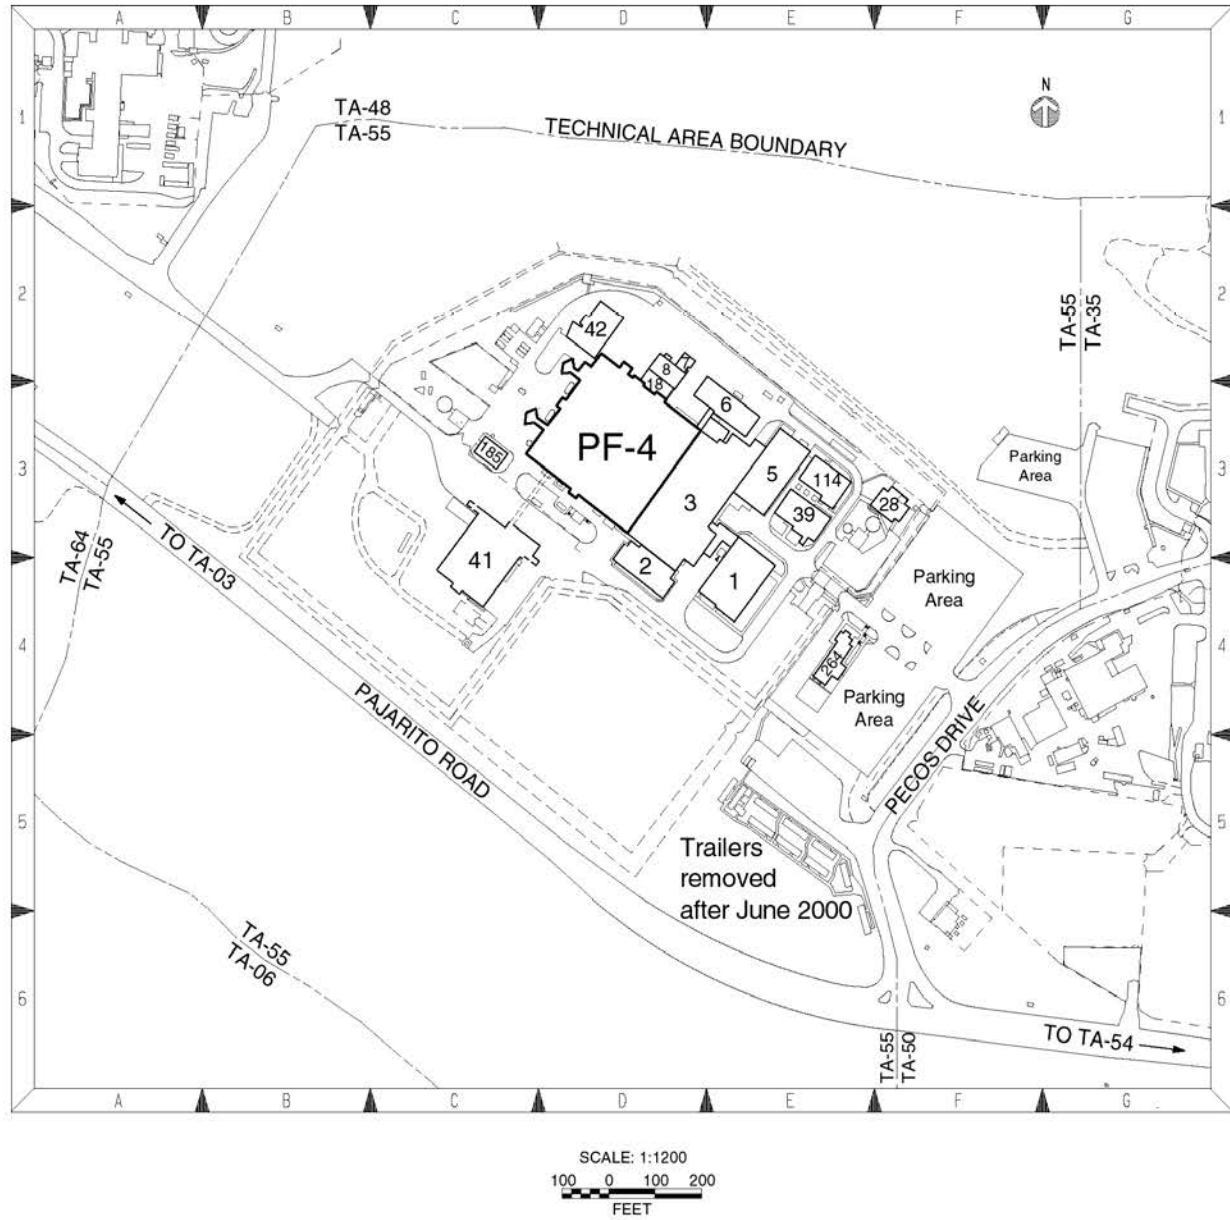 A B C D E F G
1 1
2 2
3 3
4 4
5 5
6 6
N
TA-48
TA-55
TECHNICAL AREA BOUNDARY
TA-55
TA-35
42
7
8
18
6
PF-4
185
5
114
3
39
28
Parking
Area
41
2
1
TA-64
TA-55
TO TA-03
Parking
Area
264
Parking
Area
PAJARITO ROAD
PECOS DRIVE
Trailers
removed
after June 2000
TA-55
TA-06
TA-55
TA-50
TO TA-54
A B C D E F G
SCALE: 1:1200
100 0 100 200
FEET